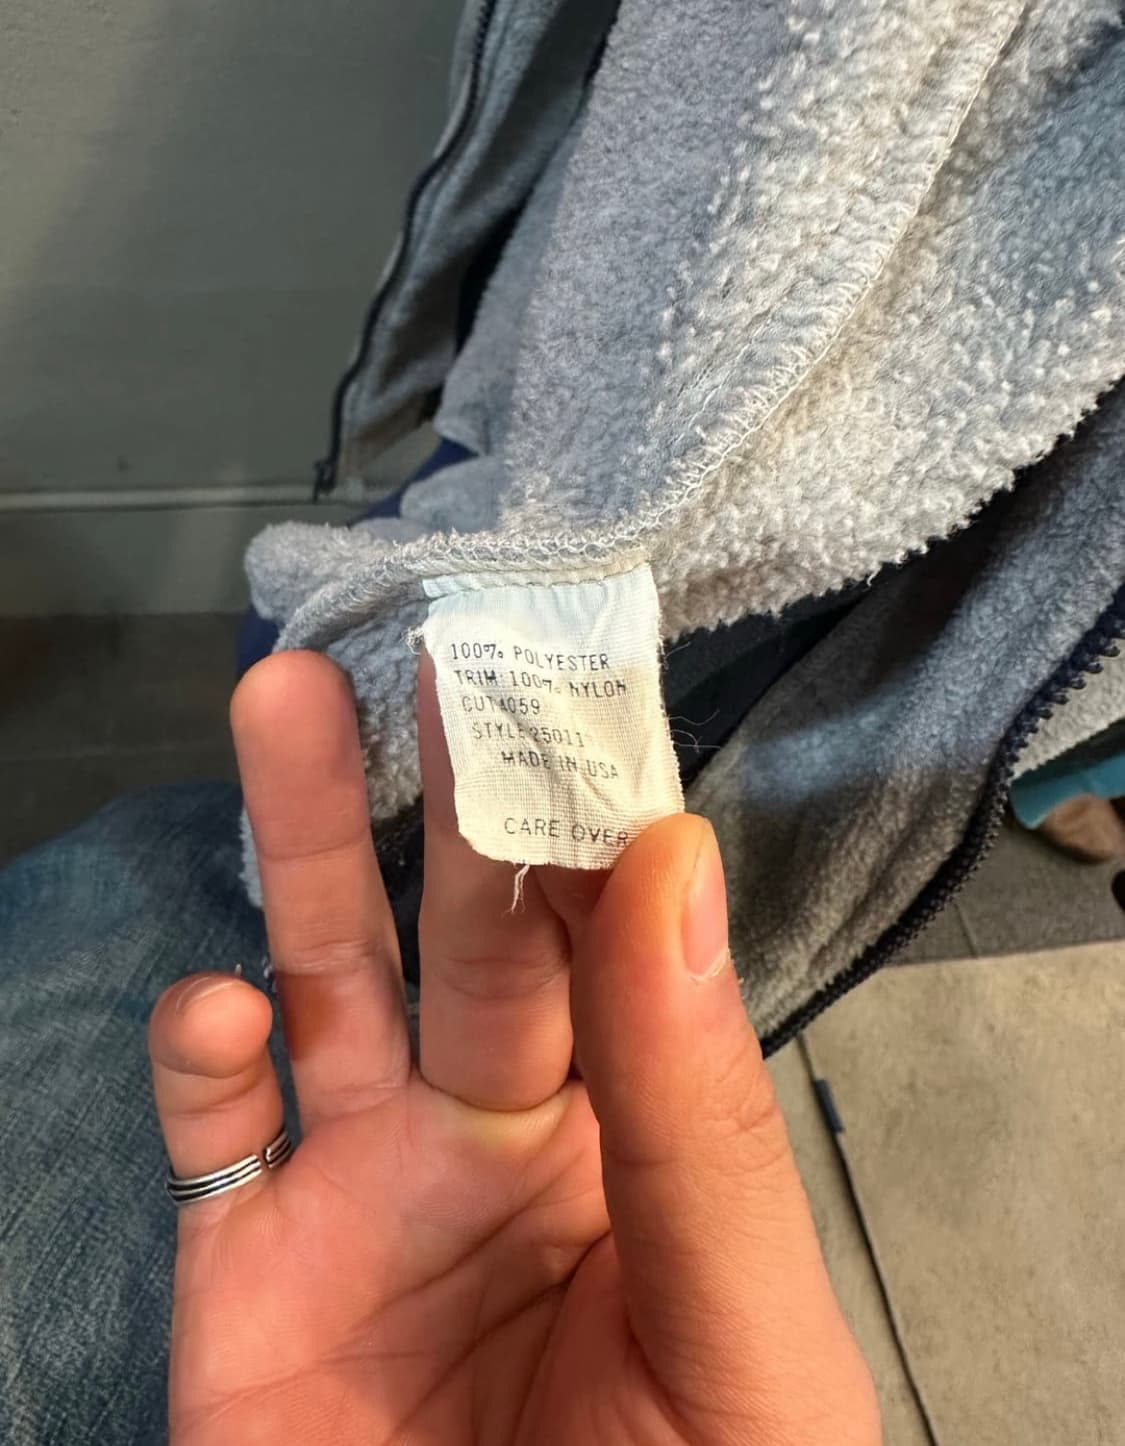 100% POLYESTER
TRIM: 100% NYLON
CUT 4059
STYLE 25011
MADE IN USA
CARE OVER